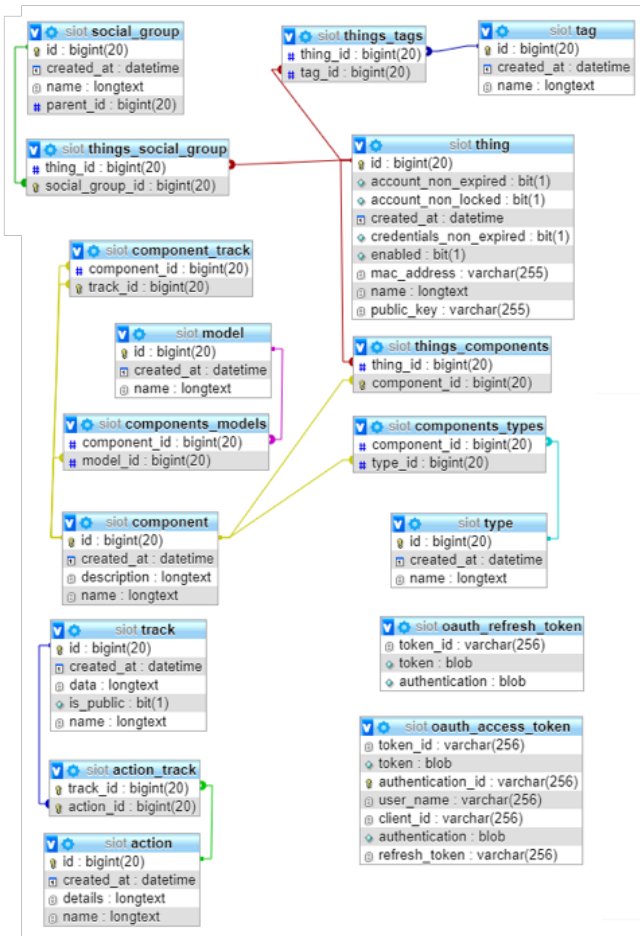 siot social_group
id : bigint(20)
created_at : datetime
name : longtext
parent_id : bigint(20)
siot things_tags
thing_id : bigint(20)
tag_id : bigint(20)
siot tag
id : bigint(20)
created_at : datetime
name : longtext
siot things_social_group
thing_id : bigint(20)
social_group_id : bigint(20)
siot thing
id : bigint(20)
account_non_expired : bit(1)
account_non_locked : bit(1)
created_at : datetime
credentials_non_expired : bit(1)
enabled : bit(1)
mac_address : varchar(255)
name : longtext
public_key : varchar(255)
siot component_track
component_id : bigint(20)
track_id : bigint(20)
siot model
id : bigint(20)
created_at : datetime
name : longtext
siot things_components
thing_id : bigint(20)
component_id : bigint(20)
siot components_models
component_id : bigint(20)
model_id : bigint(20)
siot components_types
component_id : bigint(20)
type_id : bigint(20)
siot component
id : bigint(20)
created_at : datetime
description : longtext
name : longtext
siot type
id : bigint(20)
created_at : datetime
name : longtext
siot track
id : bigint(20)
created_at : datetime
data : longtext
is_public : bit(1)
name : longtext
siot oauth_refresh_token
token_id : varchar(256)
token : blob
authentication : blob
siot oauth_access_token
token_id : varchar(256)
token : blob
authentication_id : varchar(256)
user_name : varchar(256)
client_id : varchar(256)
authentication : blob
refresh_token : varchar(256)
siot action_track
track_id : bigint(20)
action_id : bigint(20)
siot action
id : bigint(20)
created_at : datetime
details : longtext
name : longtext